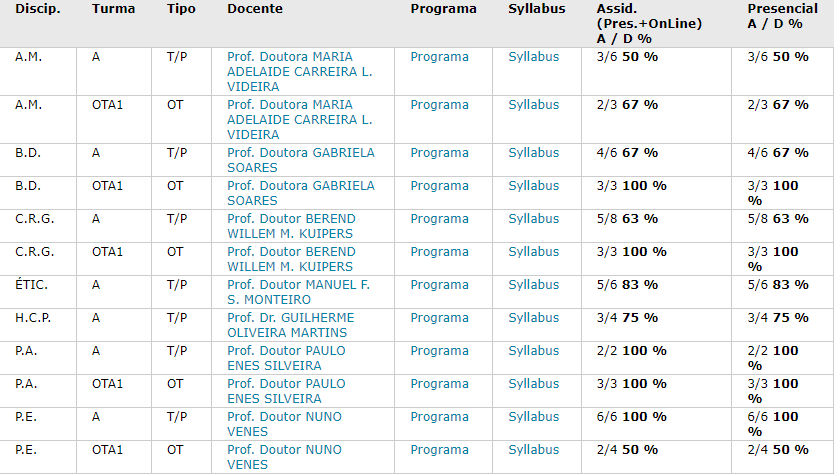 Discip. Turma Tipo Docente Programa Syllabus Assid. Presencial
(Pres.+OnLine) A / D %
A / D %
A.M. A T/P Prof. Doutora MARIA Programa Syllabus 3/6 50 % 3/6 50 %
ADELAIDE CARREIRA L.
VIDEIRA
A.M. OTA1 OT Prof. Doutora MARIA Programa Syllabus 2/3 67 % 2/3 67 %
ADELAIDE CARREIRA L.
VIDEIRA
B.D. A T/P Prof. Doutora GABRIELA Programa Syllabus 4/6 67 % 4/6 67 %
SOARES
B.D. OTA1 OT Prof. Doutora GABRIELA Programa Syllabus 3/3 100 % 3/3 100
SOARES %
C.R.G. A T/P Prof. Doutor BEREND Programa Syllabus 5/8 63 % 5/8 63 %
WILLEM M. KUIPERS
C.R.G. OTA1 OT Prof. Doutor BEREND Programa Syllabus 3/3 100 % 3/3 100
WILLEM M. KUIPERS %
ÉTIC. A T/P Prof. Doutor MANUEL F. Programa Syllabus 5/6 83 % 5/6 83 %
S. MONTEIRO
H.C.P. A T/P Prof. Dr. GUILHERME Programa Syllabus 3/4 75 % 3/4 75 %
OLIVEIRA MARTINS
P.A. A T/P Prof. Doutor PAULO Programa Syllabus 2/2 100 % 2/2 100
ENES SILVEIRA %
P.A. OTA1 OT Prof. Doutor PAULO Programa Syllabus 3/3 100 % 3/3 100
ENES SILVEIRA %
P.E. A T/P Prof. Doutor NUNO Programa Syllabus 6/6 100 % 6/6 100
VENES %
P.E. OTA1 OT Prof. Doutor NUNO Programa Syllabus 2/4 50 % 2/4 50 %
VENES